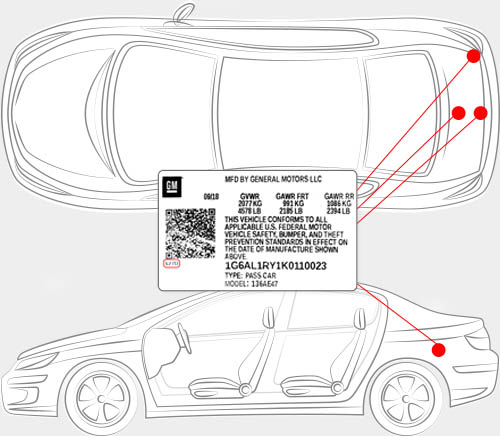 GM
MFD BY GENERAL MOTORS LLC
09/18 GVWR GAWR FRT GAWR RR
2077 KG 991 KG 1086 KG
4578 LB 2185 LB 2394 LB
THIS VEHICLE CONFORMS TO ALL
APPLICABLE U.S. FEDERAL MOTOR
VEHICLE SAFETY, BUMPER, AND THEFT
PREVENTION STANDARDS IN EFFECT ON
THE DATE OF MANUFACTURE SHOWN
ABOVE.
1G6AL1RY1K0110023
TYPE: PASS CAR
MODEL: 136AE47